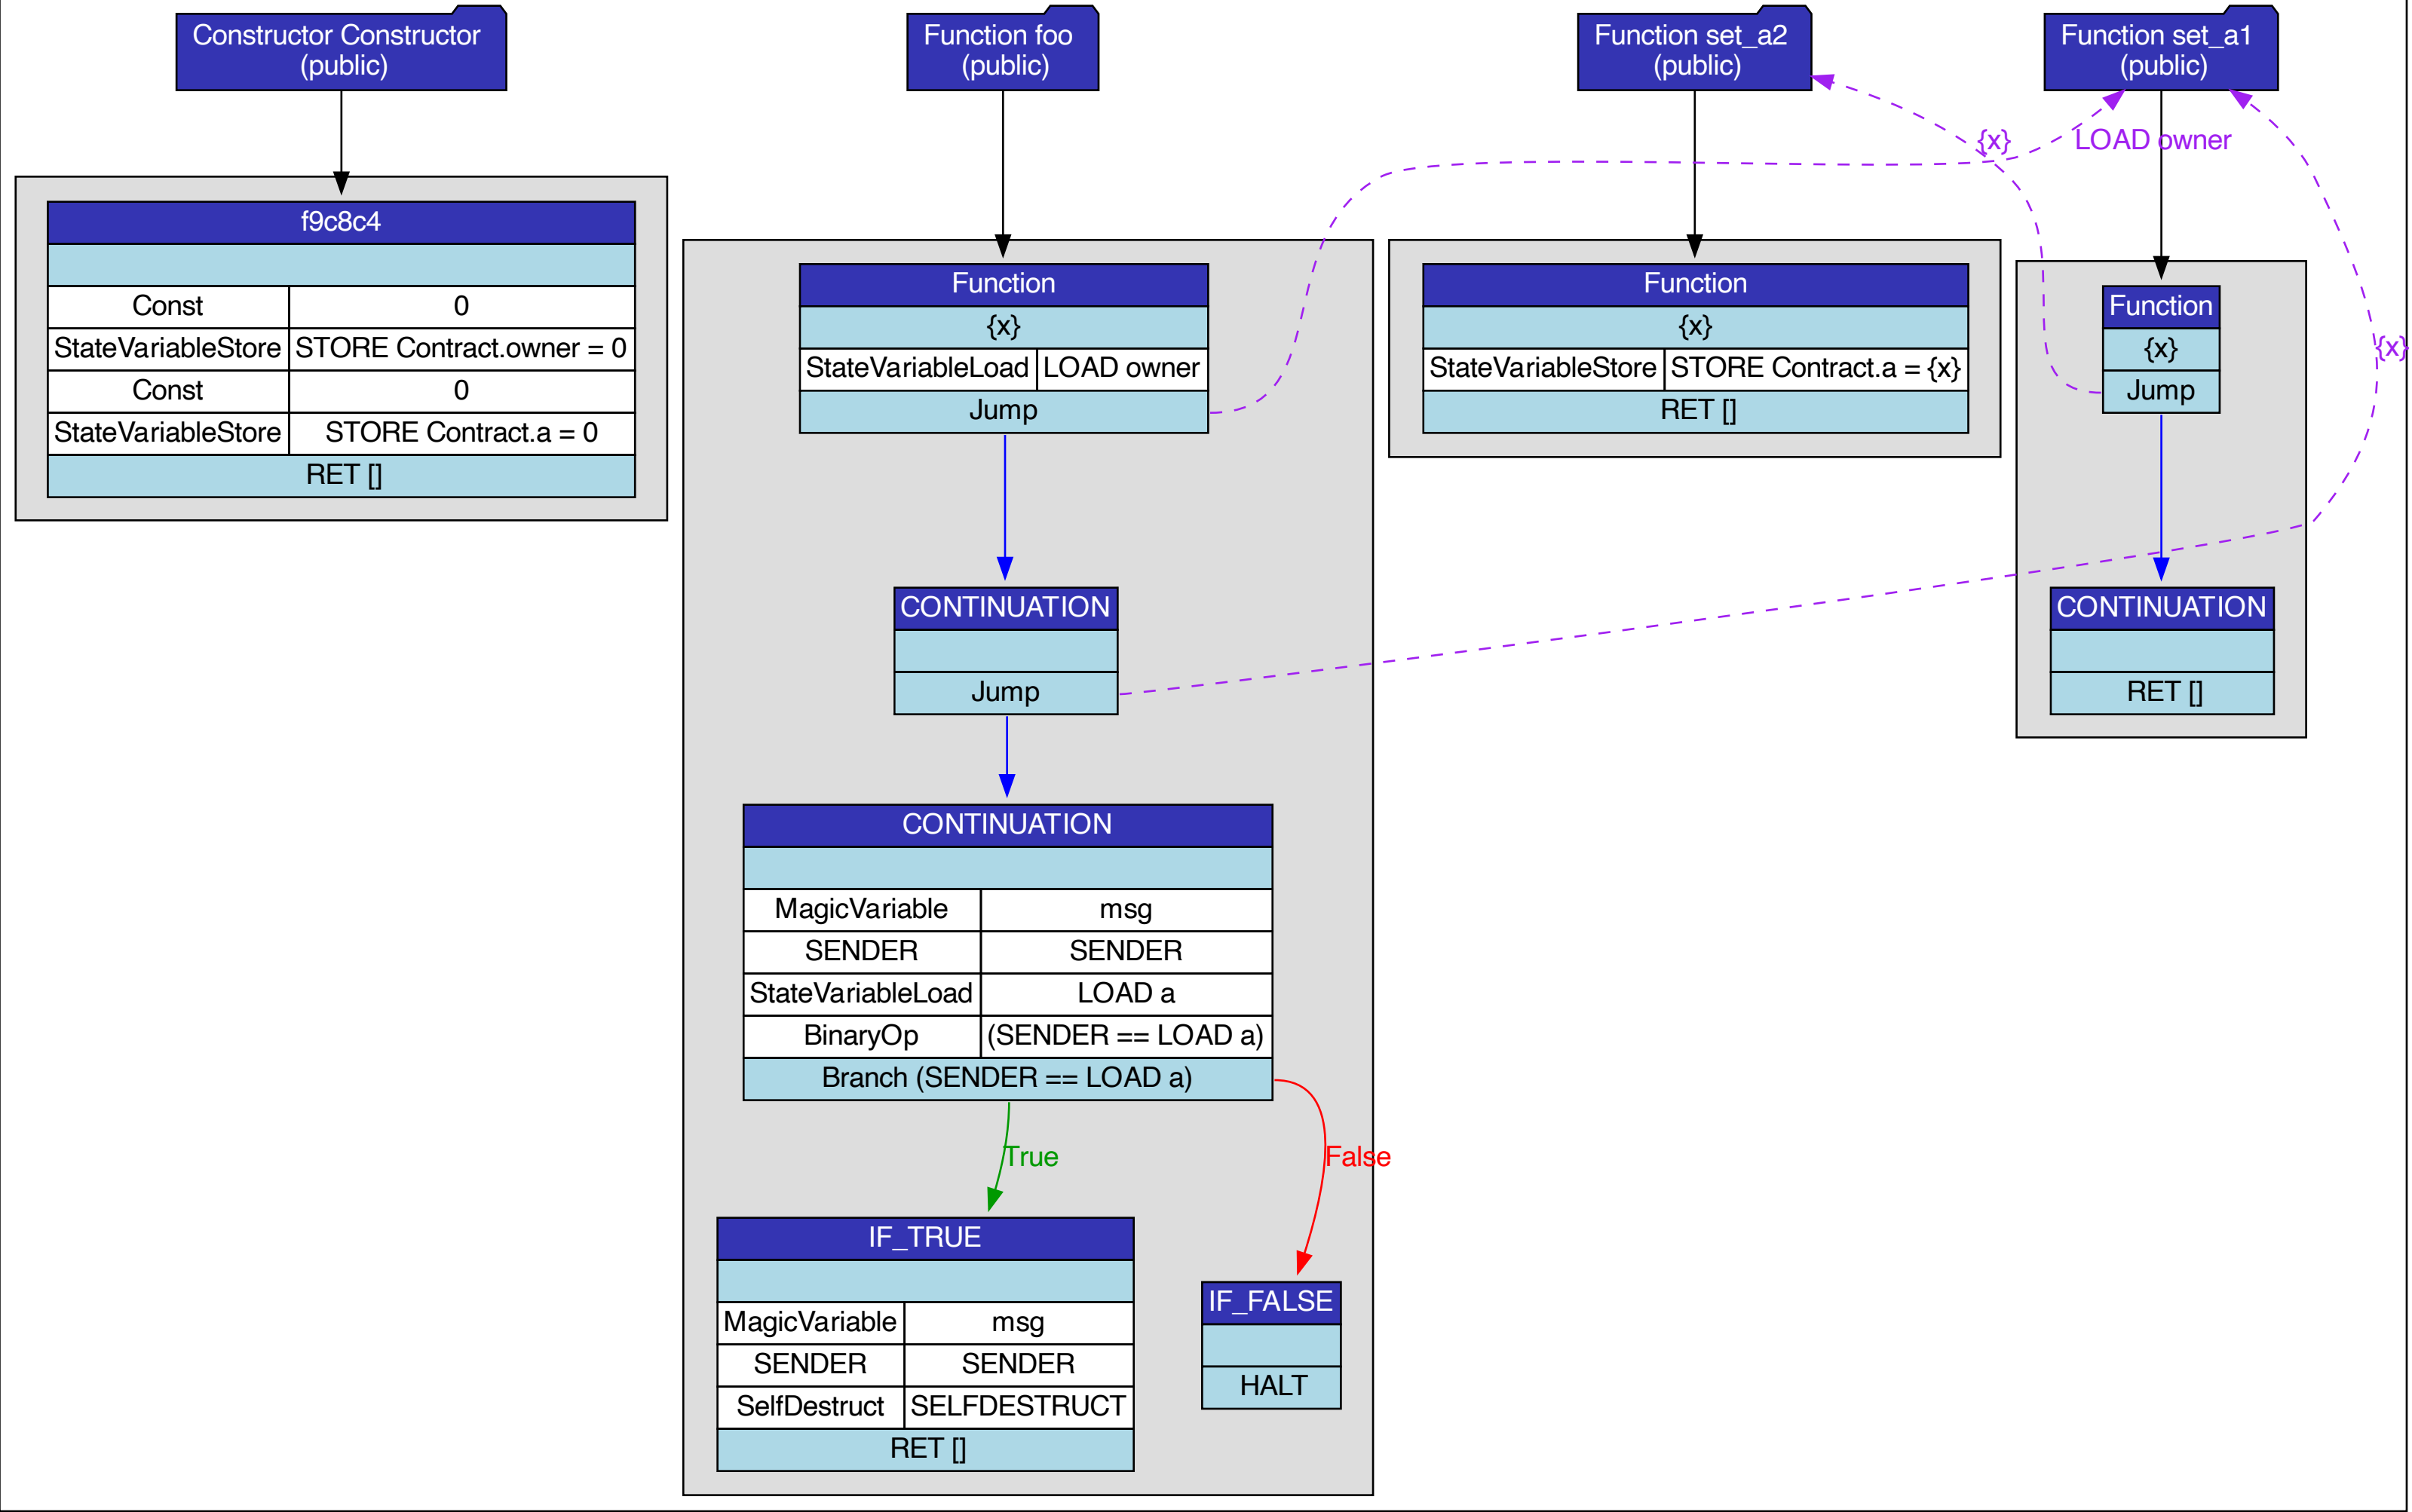 Constructor Constructor
(public)
f9c8c4
Const 0
StateVariableStore STORE Contract.owner = 0
Const 0
StateVariableStore STORE Contract.a = 0
RET []
Function foo
(public)
Function
{x}
StateVariableLoad LOAD owner
Jump
CONTINUATION
Jump
CONTINUATION
MagicVariable msg
SENDER SENDER
StateVariableLoad LOAD a
BinaryOp (SENDER == LOAD a)
Branch (SENDER == LOAD a)
True
False
IF_TRUE
MagicVariable msg
SENDER SENDER
SelfDestruct SELFDESTRUCT
RET []
IF_FALSE
HALT
Function set_a2
(public)
Function
{x}
StateVariableStore STORE Contract.a = {x}
RET []
Function set_a1
(public)
{x}
LOAD owner
Function
{x}
Jump
{x}
CONTINUATION
RET []